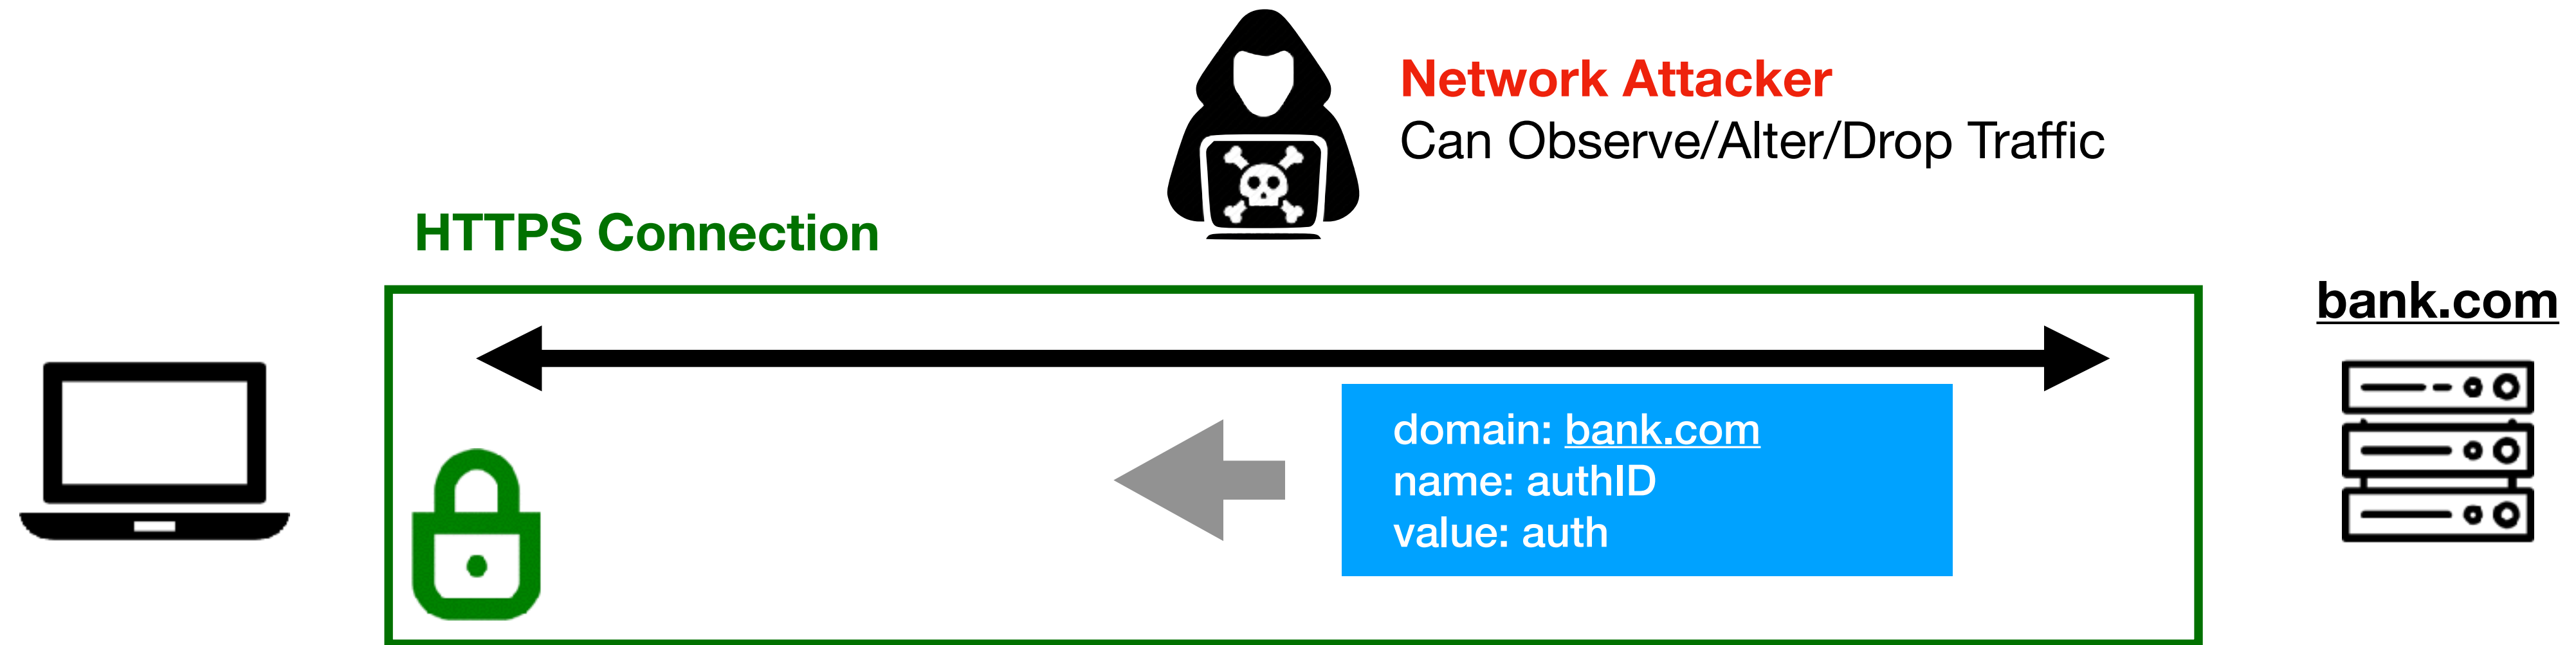 Network Attacker
Can Observe/Alter/Drop Traffic
HTTPS Connection
bank.com
domain: bank.com
name: authID
value: auth